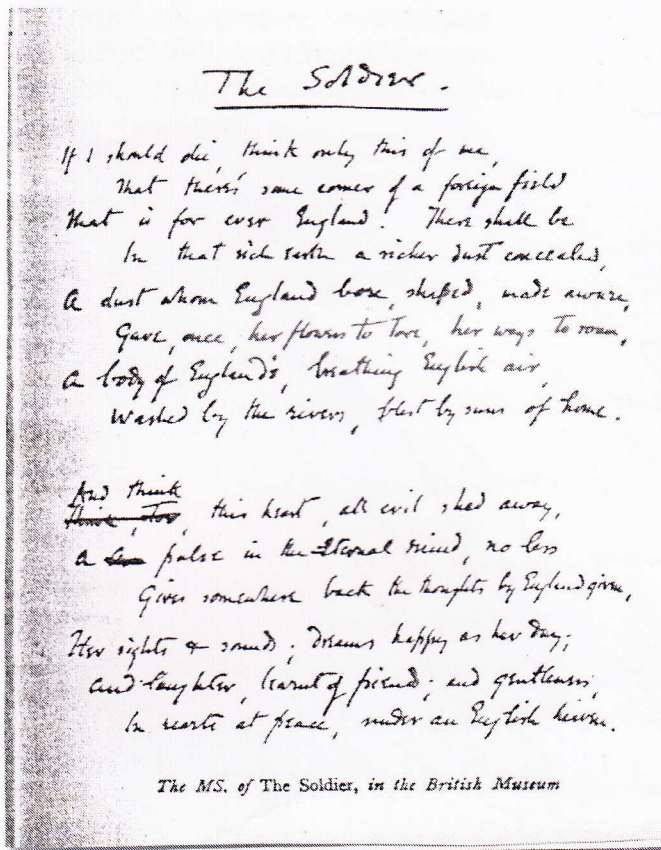 The Soldier.
If I should die, think only this of me,
That there's some corner of a foreign field
That is for ever England. There shall be
In that rich earth a richer dust concealed,
A dust whom England bore, shaped, made aware,
Gave, once, her flowers to love, her ways to roam,
A body of England's, breathing English air,
Washed by the rivers, blest by suns of home.
And think
Think, too, this heart, all evil shed away,
A pulse in the Eternal mind, no less
Gives somewhere back the thoughts by England given,
Her sights & sounds; dreams happy as her day;
And laughter, learnt of friends; and gentleness,
In hearts at peace, under an English heaven.
The MS. of The Soldier, in the British Museum